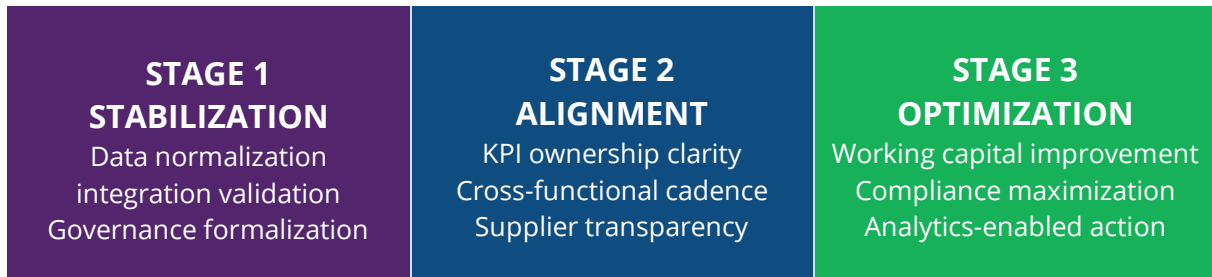 STAGE 1
STABILIZATION
Data normalization
integration validation
Governance formalization
STAGE 2
ALIGNMENT
KPI ownership clarity
Cross-functional cadence
Supplier transparency
STAGE 3
OPTIMIZATION
Working capital improvement
Compliance maximization
Analytics-enabled action